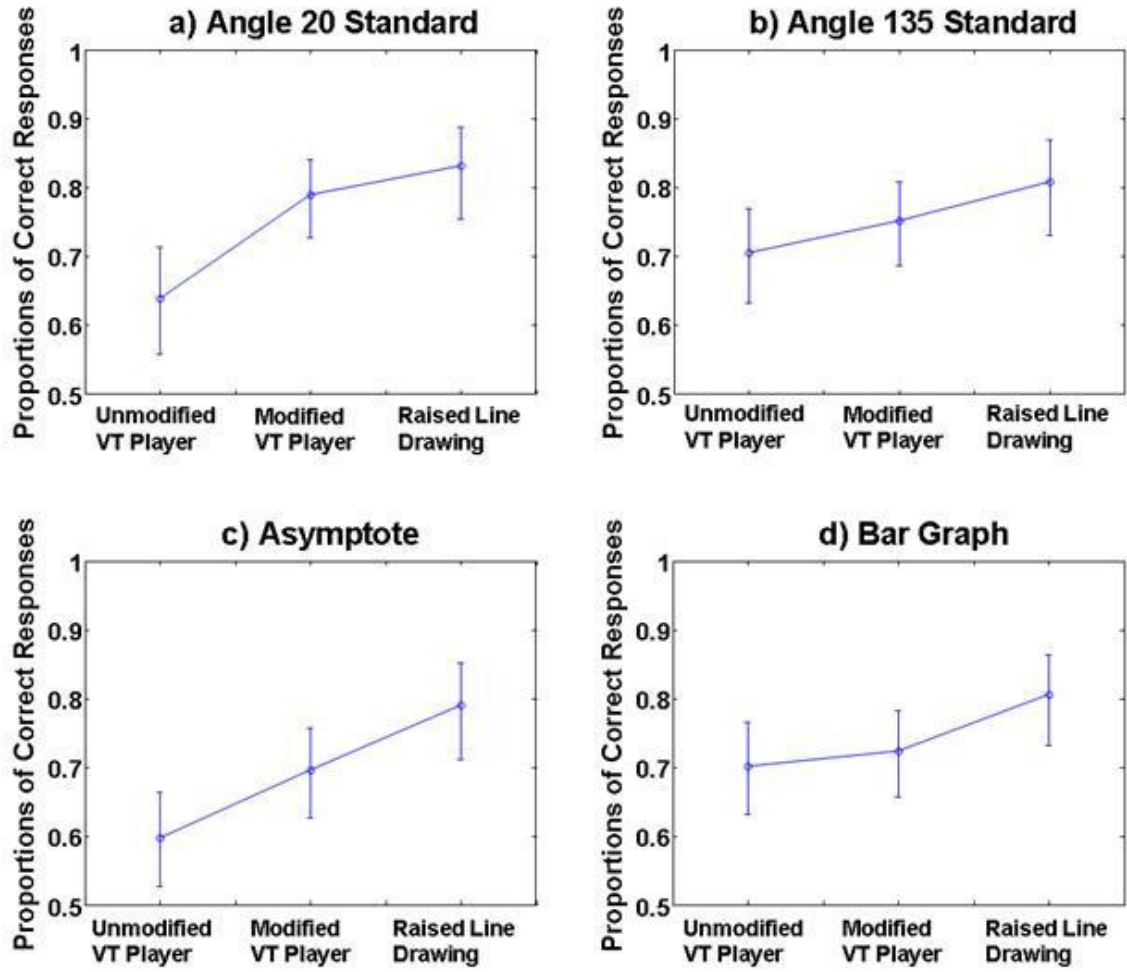 a) Angle 20 Standard
Proportions of Correct Responses
1
0.9
0.8
0.7
0.6
0.5
Unmodified
VT Player
Modified
VT Player
Raised Line
Drawing
b) Angle 135 Standard
Proportions of Correct Responses
1
0.9
0.8
0.7
0.6
0.5
Unmodified
VT Player
Modified
VT Player
Raised Line
Drawing
c) Asymptote
Proportions of Correct Responses
1
0.9
0.8
0.7
0.6
0.5
Unmodified
VT Player
Modified
VT Player
Raised Line
Drawing
d) Bar Graph
Proportions of Correct Responses
1
0.9
0.8
0.7
0.6
0.5
Unmodified
VT Player
Modified
VT Player
Raised Line
Drawing